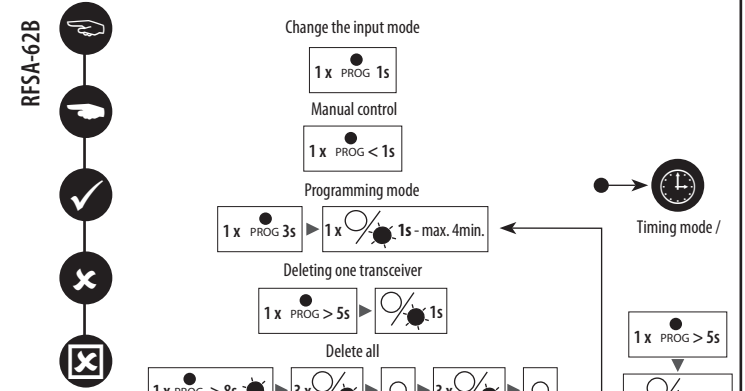 RFSA-62B
Change the input mode
1 x PROG 1s
Manual control
1 x PROG < 1s
Programming mode
1 x PROG 3s 1 x 1s - max. 4min.
Timing mode /
Deleting one transceiver
1 x PROG > 5s 1s
1 x PROG > 5s
Delete all
1 x PROG > 8s 3 x 3 x